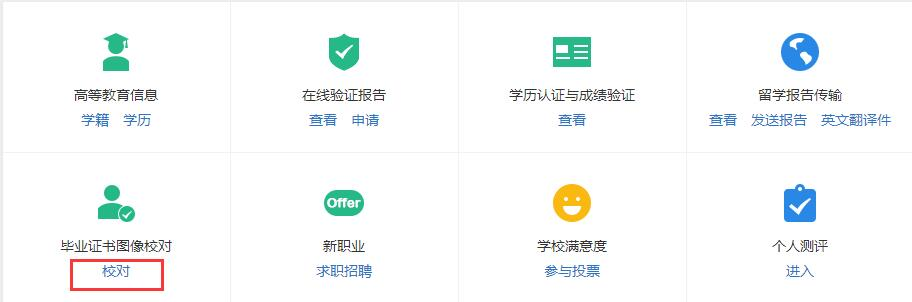 高等教育信息
学籍 学历
在线验证报告
查看 申请
学历认证与成绩验证
查看
留学报告传输
查看 发送报告 英文翻译件
毕业证书图像校对
校对
Offer
新职业
求职招聘
学校满意度
参与投票
个人测评
进入